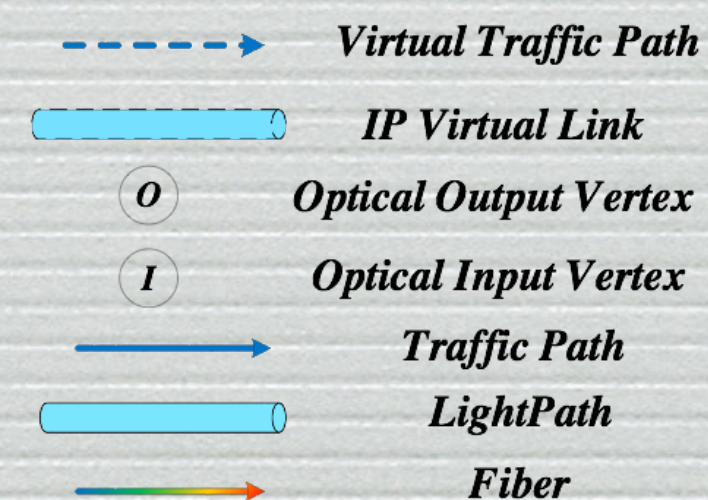 Virtual Traffic Path
IP Virtual Link
O Optical Output Vertex
I Optical Input Vertex
Traffic Path
LightPath
Fiber